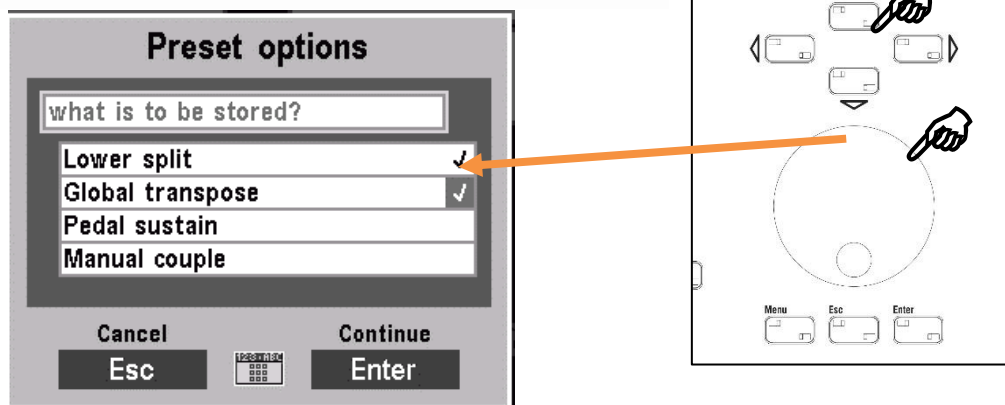 Preset options
what is to be stored?
Lower split
Global transpose
Pedal sustain
Manual couple
Cancel Continue
Esc Enter
Menu Esc Enter